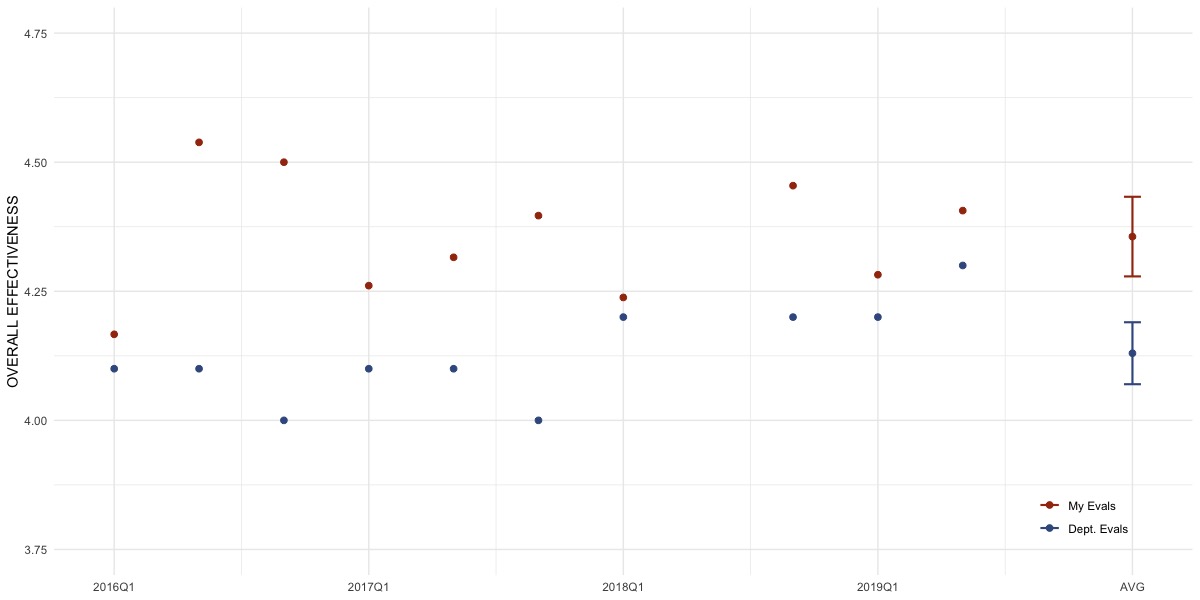 OVERALL EFFECTIVENESS
4.75
4.50
4.25
4.00
3.75
My Evals
Dept. Evals
2016Q1 2017Q1 2018Q1 2019Q1 AVG